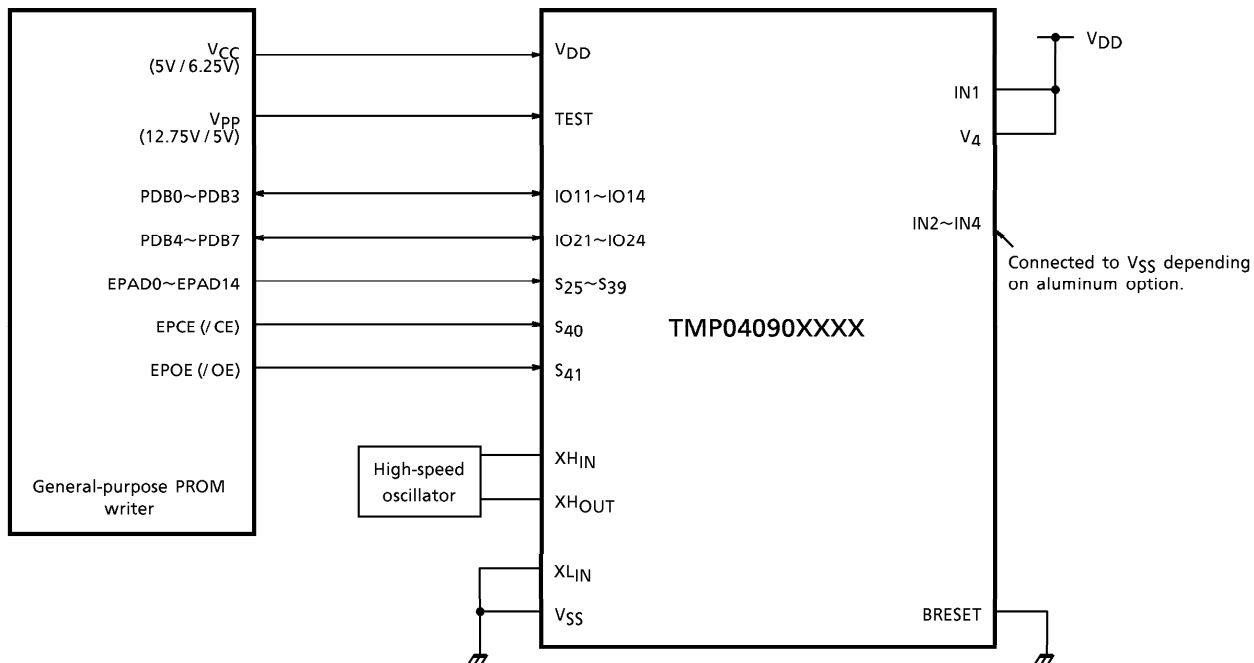 VCC
(5V / 6.25V)
VPP
(12.75V / 5V)
PDB0~PDB3
PDB4~PDB7
EPAD0~EPAD14
EPCE (/ CE)
EPOE (/ OE)
General-purpose PROM
writer
High-speed
oscillator
VDD
TEST
IO11~IO14
IO21~IO24
S25~S39
S40
S41
XHIN
XHOUT
XLIN
VSS
TMP04090XXXX
IN1
V4
IN2~IN4
BRESET
VDD
Connected to VSS depending
on aluminum option.